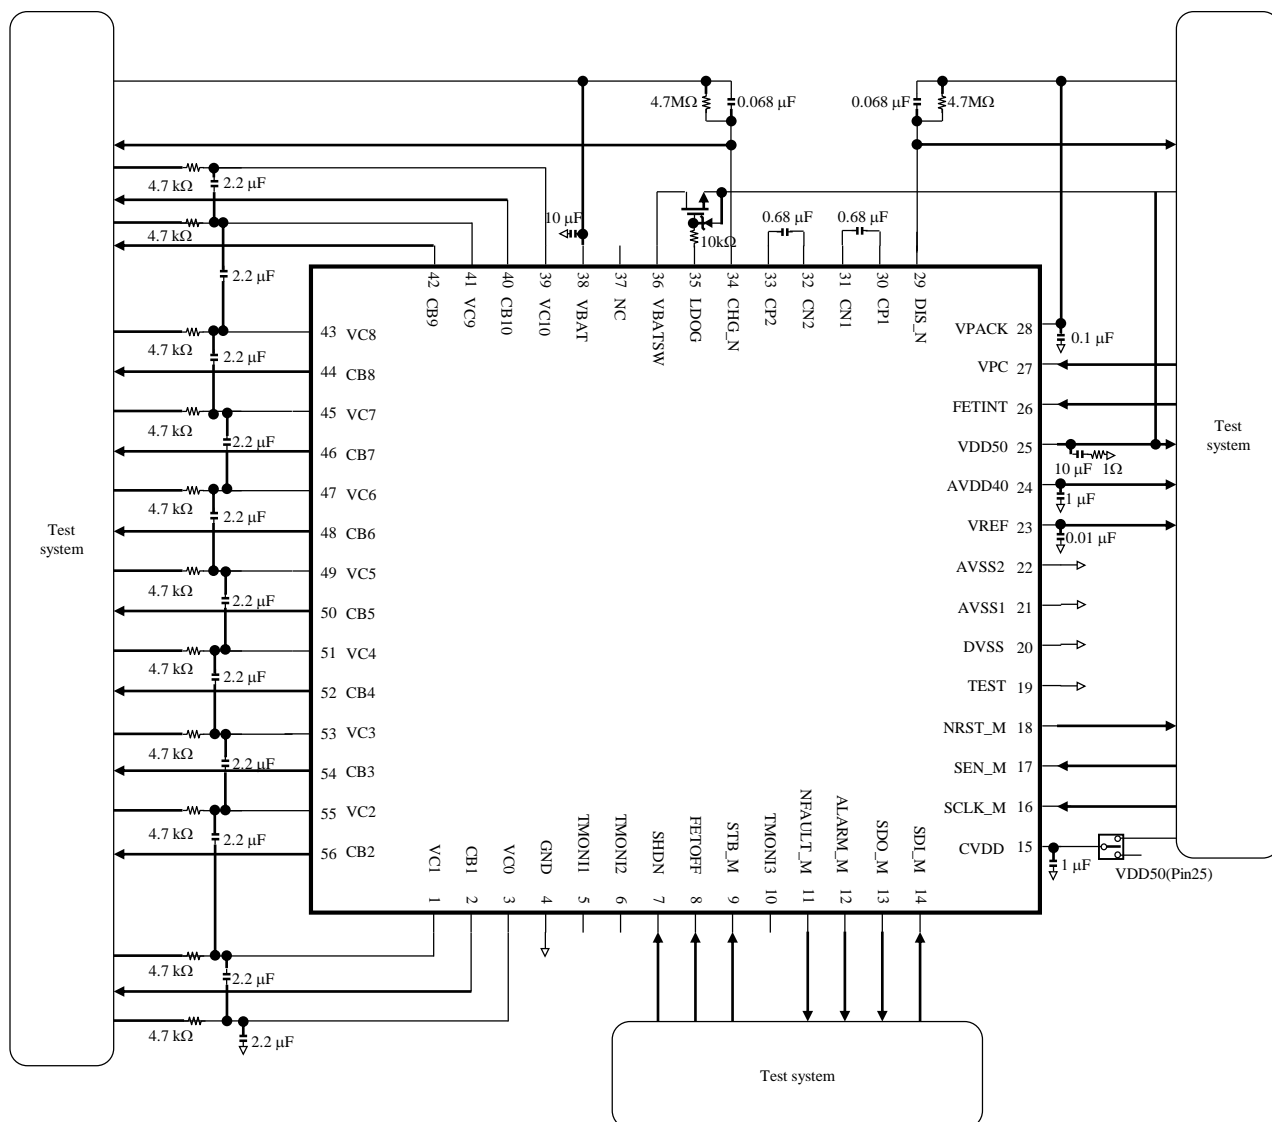 4.7MΩ
0.068 µF
0.068 µF
4.7MΩ
4.7 kΩ
2.2 µF
4.7 kΩ
10 µF
10kΩ
0.68 µF
0.68 µF
2.2 µF
42 CB9
41 VC9
40 CB10
39 VC10
38 VBAT
37 NC
36 VBATSW
35 LDOG
34 CHG_N
33 CP2
32 CN2
31 CN1
30 CP1
29 DIS_N
43 VC8
4.7 kΩ
2.2 µF
44 CB8
45 VC7
4.7 kΩ
2.2 µF
46 CB7
47 VC6
4.7 kΩ
2.2 µF
48 CB6
49 VC5
4.7 kΩ
2.2 µF
50 CB5
51 VC4
4.7 kΩ
2.2 µF
52 CB4
53 VC3
4.7 kΩ
2.2 µF
54 CB3
55 VC2
4.7 kΩ
2.2 µF
56 CB2
Test
system
VPACK 28
0.1 µF
VPC 27
FETINT 26
VDD50 25
10 µF 1Ω
AVDD40 24
1 µF
VREF 23
0.01 µF
AVSS2 22
AVSS1 21
DVSS 20
TEST 19
NRST_M 18
SEN_M 17
SCLK_M 16
CVDD 15
1 µF
VDD50(Pin25)
Test
system
VC1 1
CB1 2
VC0 3
GND 4
TMONI1 5
TMONI2 6
SHDN 7
FETOFF 8
STB_M 9
TMONI3 10
NFAULT_M 11
ALARM_M 12
SDO_M 13
SDI_M 14
4.7 kΩ
2.2 µF
4.7 kΩ
2.2 µF
Test system